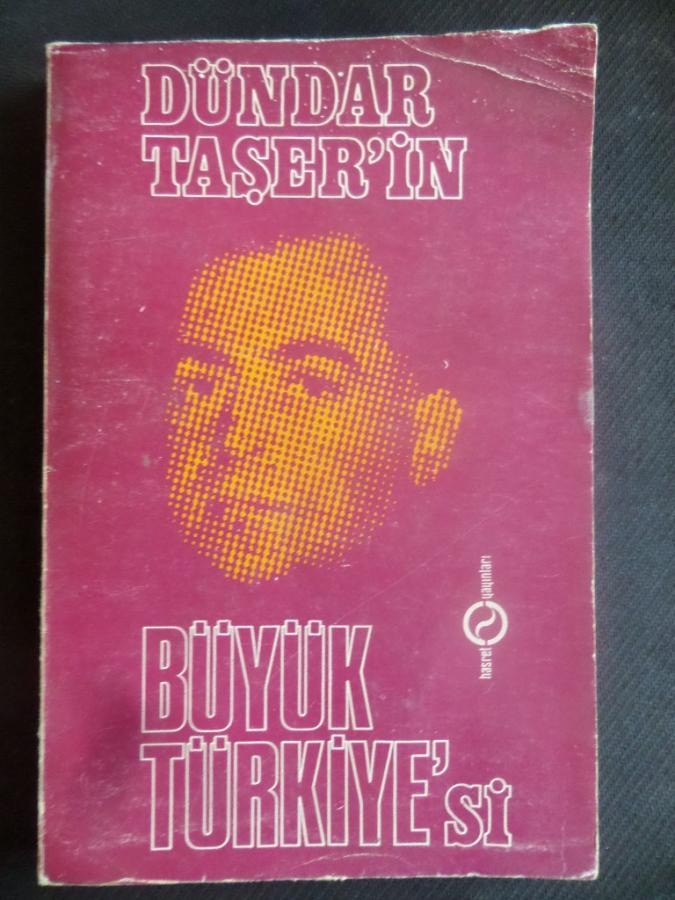 DÜNDAR
TAŞER'İN
hasret yayınları
BÜYÜK
TÜRKİYE'Sİ